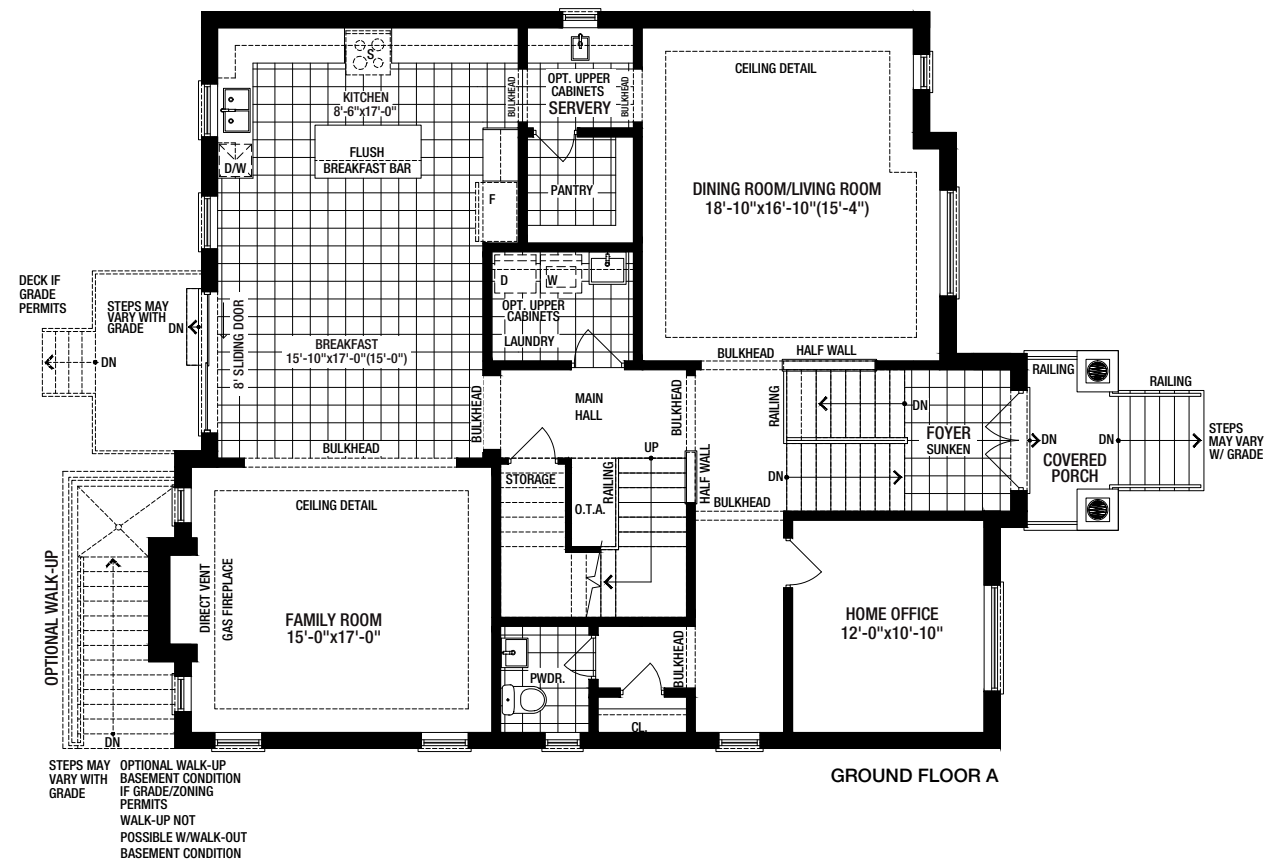 S
KITCHEN
8'-6"x17'-0"
FLUSH
BREAKFAST BAR
D/W
F
BULKHEAD
OPT. UPPER
CABINETS
SERVERY
BULKHEAD
PANTRY
CEILING DETAIL
DINING ROOM/LIVING ROOM
18'-10"x16'-10"(15'-4")
D
W
OPT. UPPER
CABINETS
LAUNDRY
DECK IF
GRADE
PERMITS
STEPS MAY
VARY WITH
GRADE
DN
DN
8' SLIDING DOOR
BREAKFAST
15'-10"x17'-0"(15'-0")
BULKHEAD
BULKHEAD
MAIN
HALL
BULKHEAD
BULKHEAD
HALF WALL
RAILING
DN
DN
FOYER
SUNKEN
RAILING
DN
COVERED
PORCH
DN
RAILING
STEPS
MAY VARY
W/ GRADE
UP
HALF WALL
BULKHEAD
STORAGE
O.T.A.
RAILING
CEILING DETAIL
DIRECT VENT
GAS FIREPLACE
FAMILY ROOM
15'-0"x17'-0"
OPTIONAL WALK-UP
DN
HOME OFFICE
12'-0"x10'-10"
PWDR.
BULKHEAD
CL.
STEPS MAY
VARY WITH
GRADE
OPTIONAL WALK-UP
BASEMENT CONDITION
IF GRADE/ZONING
PERMITS
WALK-UP NOT
POSSIBLE W/WALK-OUT
BASEMENT CONDITION
GROUND FLOOR A